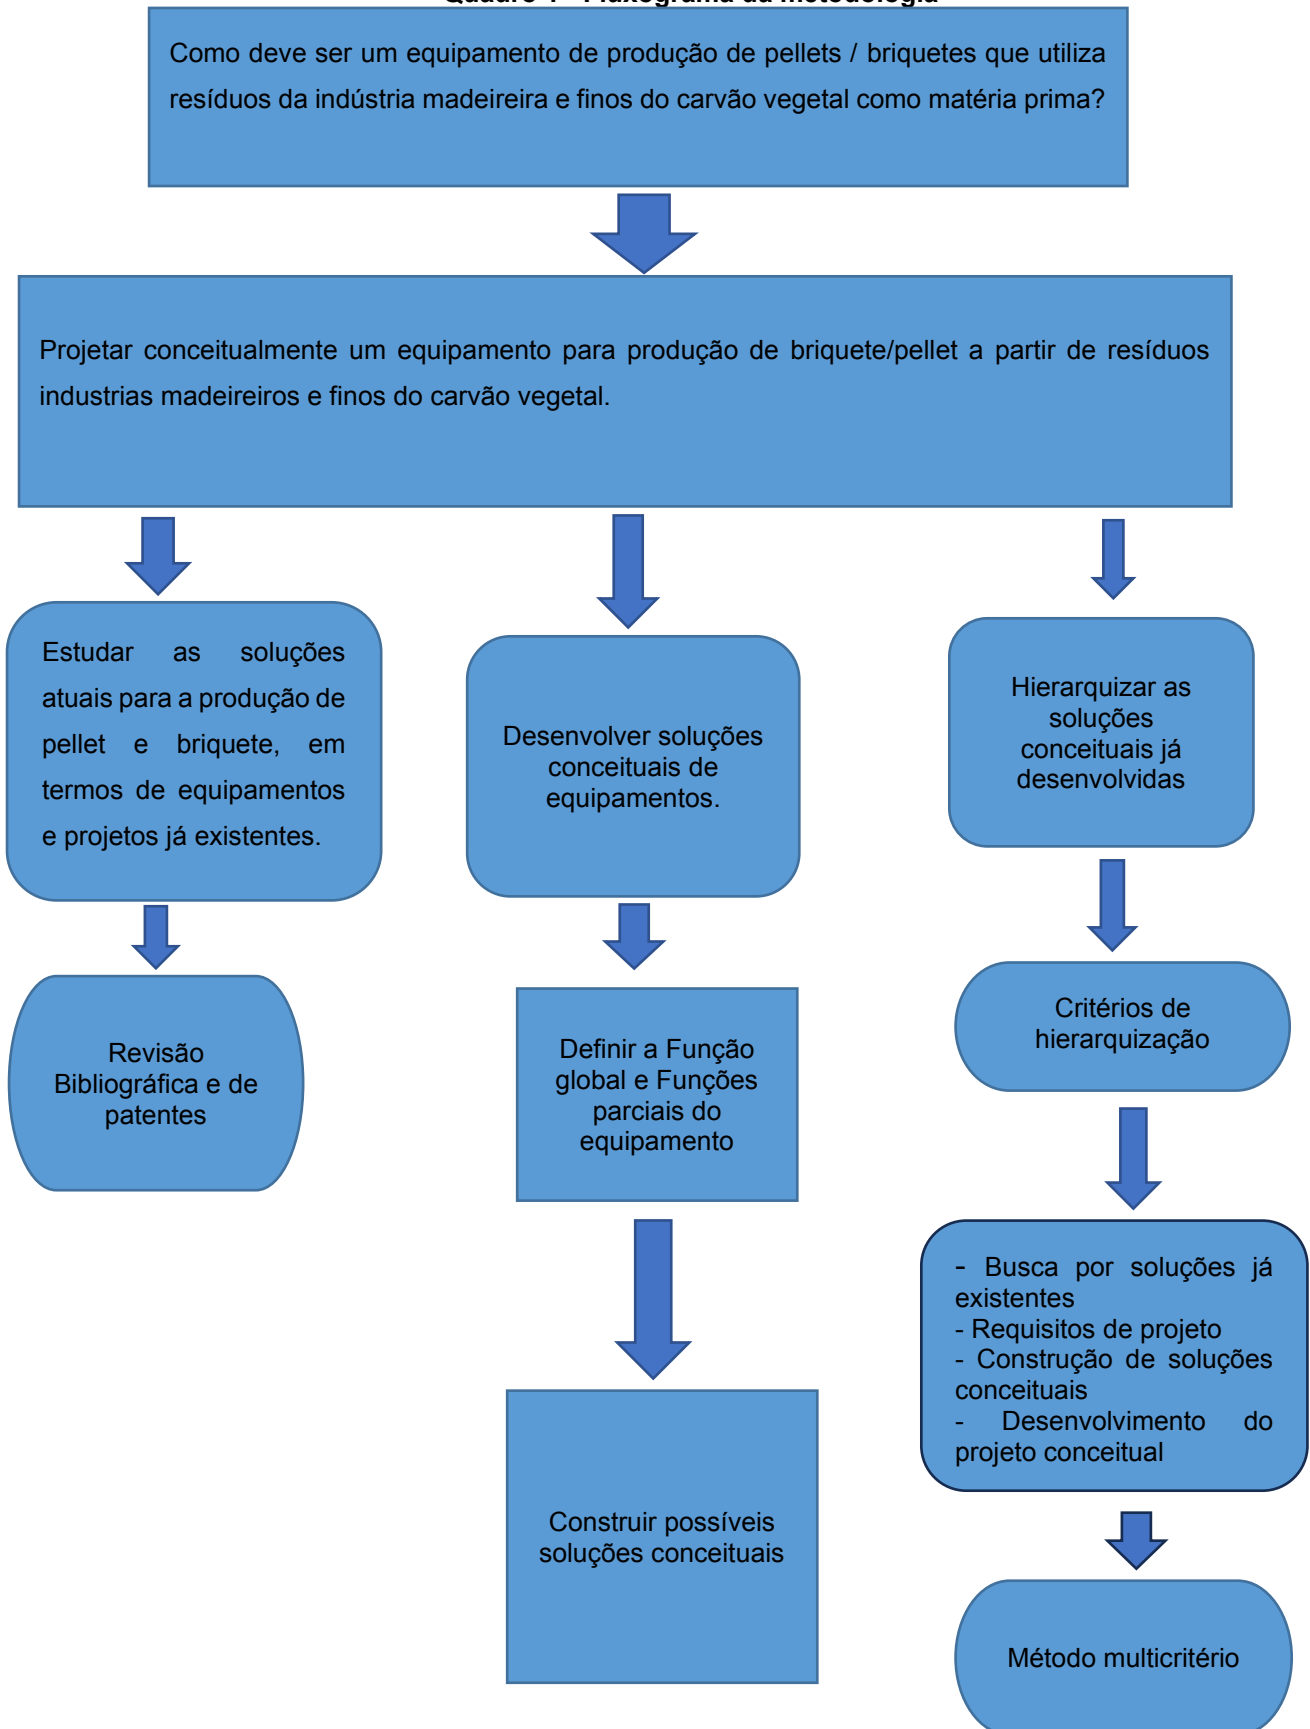 Quadro 1 - Fluxograma da metodologia
Como deve ser um equipamento de produção de pellets / briquetes que utiliza
resíduos da indústria madeireira e finos do carvão vegetal como matéria prima?
Projetar conceitualmente um equipamento para produção de briquete/pellet a partir de resíduos
industrias madeireiros e finos do carvão vegetal.
Estudar as soluções
atuais para a produção de
pellet e briquete, em
termos de equipamentos
e projetos já existentes.
Revisão
Bibliográfica e de
patentes
Desenvolver soluções
conceituais de
equipamentos.
Definir a Função
global e Funções
parciais do
equipamento
Construir possíveis
soluções conceituais
Hierarquizar as
soluções
conceituais já
desenvolvidas
Critérios de
hierarquização
- Busca por soluções já
existentes
- Requisitos de projeto
- Construção de soluções
conceituais
- Desenvolvimento do
projeto conceitual
Método multicritério